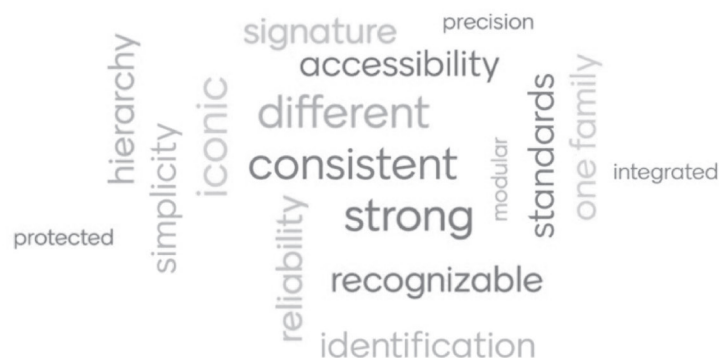 signature
precision
hierarchy
accessibility
simplicity
iconic
different
consistent
modular
standards
one family
integrated
strong
protected
reliability
recognizable
identification